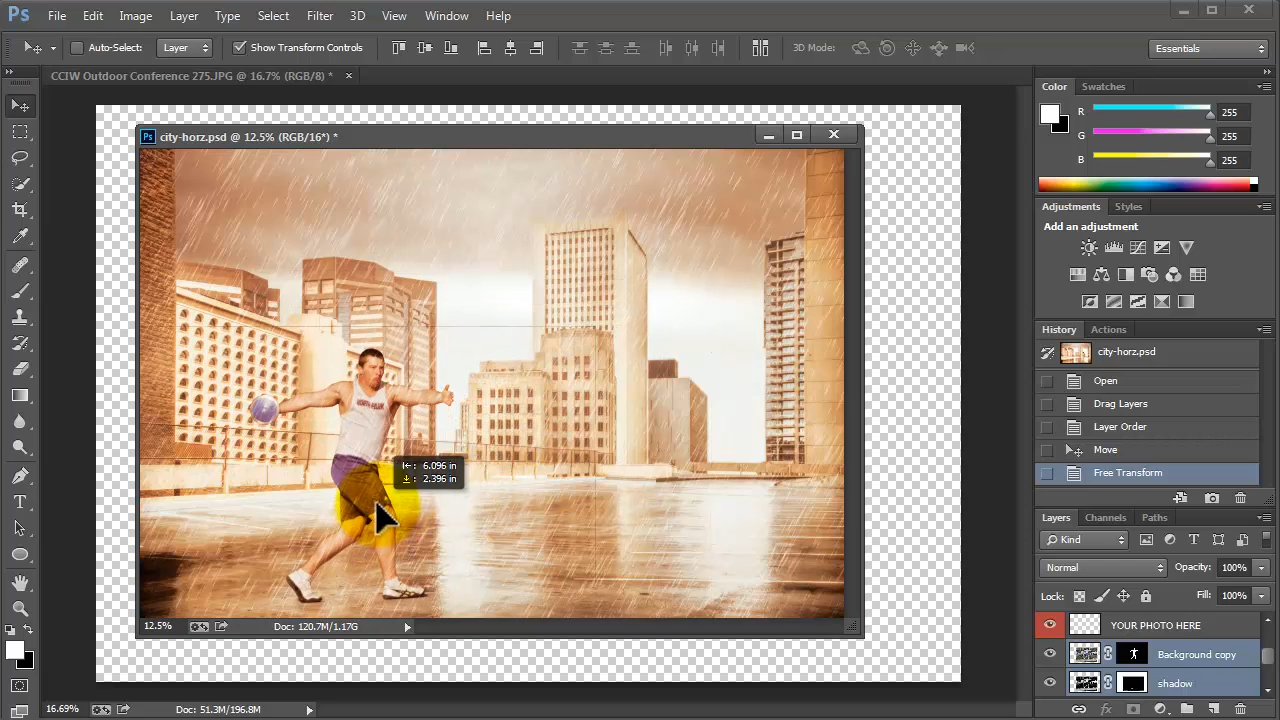 Ps File Edit Image Layer Type Select Filter 3D View Window Help
Auto-Select: Layer Show Transform Controls 3D Mode: Essentials
CCIW Outdoor Conference 275.JPG @ 16.7% (RGB/8) *
Ps city-horz.psd @ 12.5% (RGB/16*) *
Color Swatches
R 255
G 255
B 255
Adjustments Styles
Add an adjustment
History Actions
city-horz.psd
Open
Drag Layers
Layer Order
Move
Free Transform
6.096 in
2.396 in
Layers Channels Paths
Kind
Normal Opacity: 100%
Lock: Fill: 100%
YOUR PHOTO HERE
Background copy
shadow
12.5% Doc: 120.7M/1.17G
16.69% Doc: 51.3M/196.8M